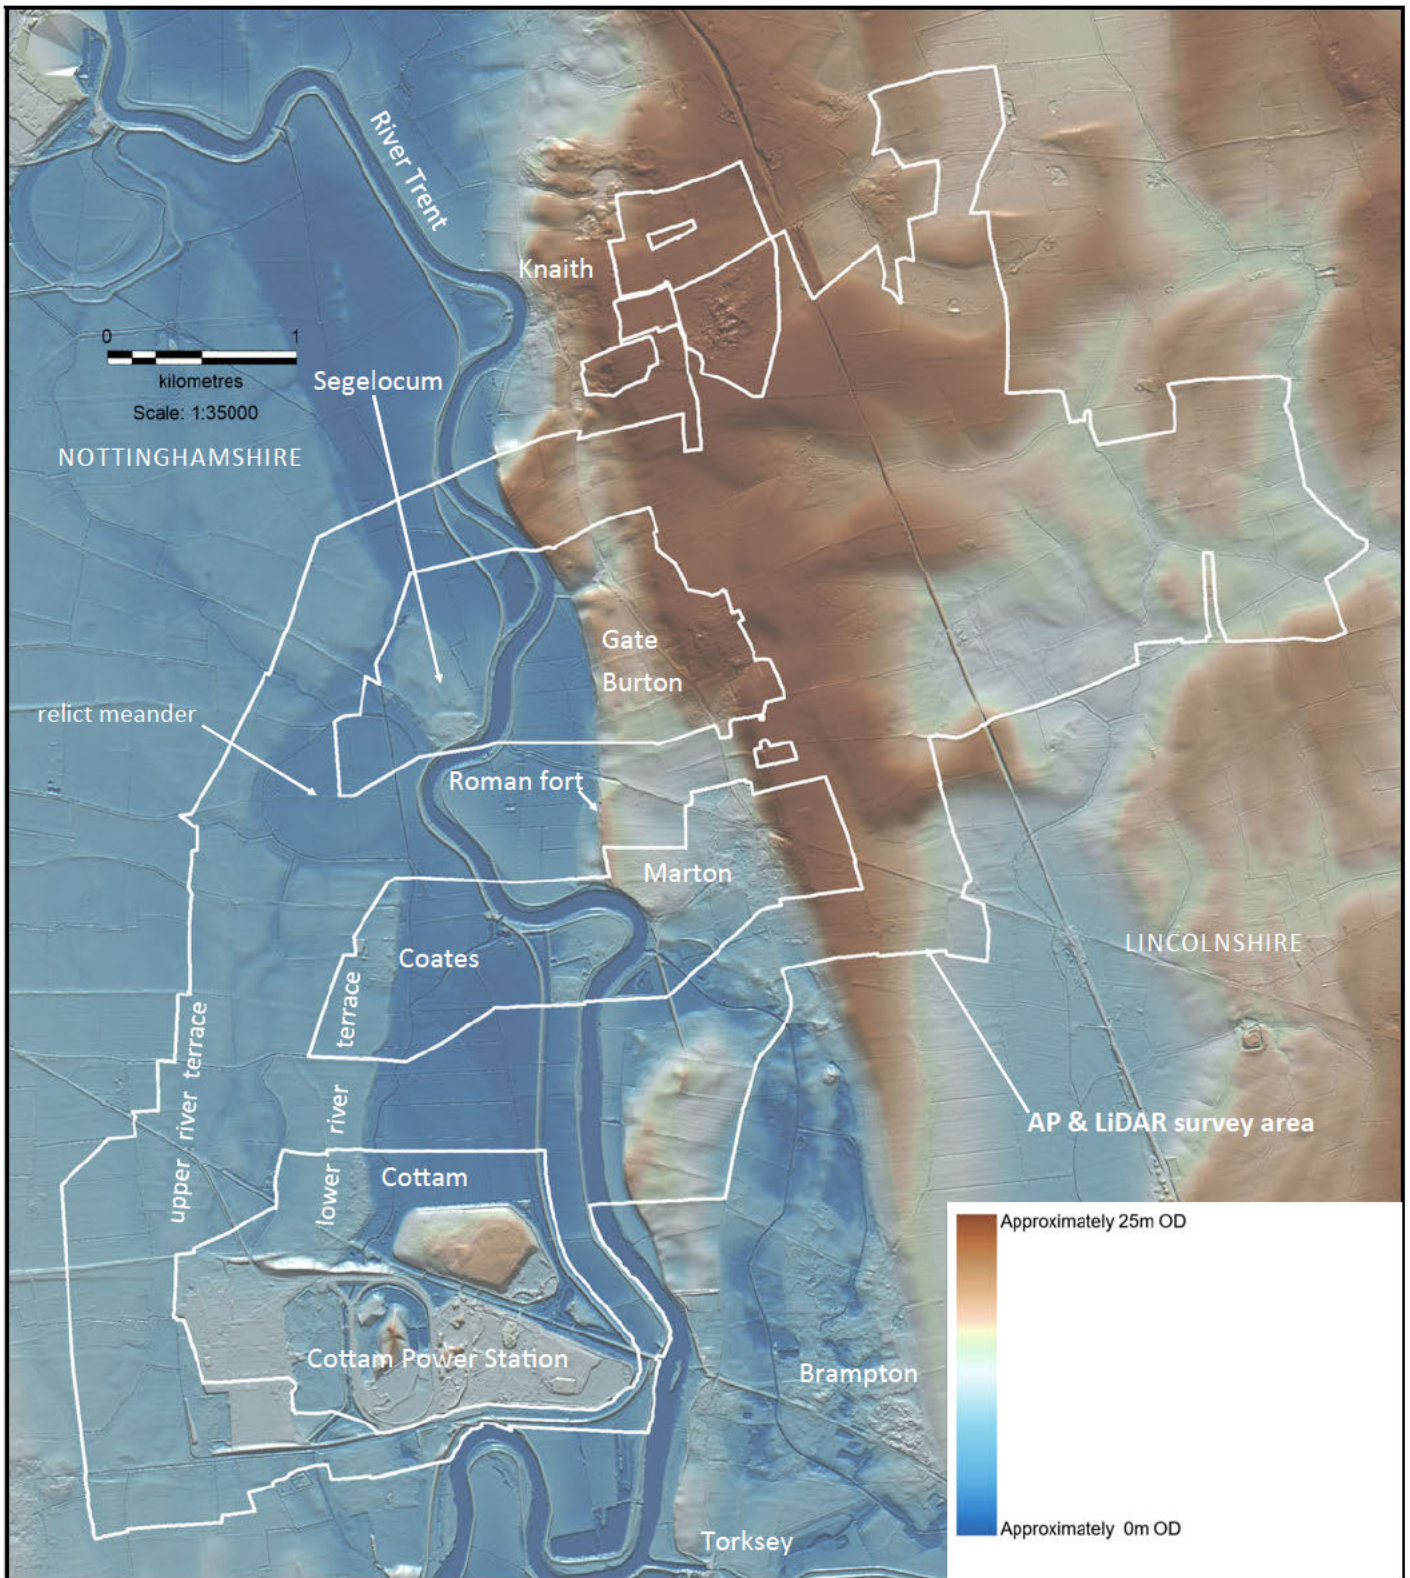 River Trent
Knaith
0 1
kilometres
Scale: 1:35000
Segelocum
NOTTINGHAMSHIRE
Gate
Burton
relict meander
Roman fort
Marton
LINCOLNSHIRE
Coates
upper river terrace
lower river terrace
AP & LiDAR survey area
Cottam
Approximately 25m OD
Cottam Power Station
Brampton
Approximately 0m OD
Torksey